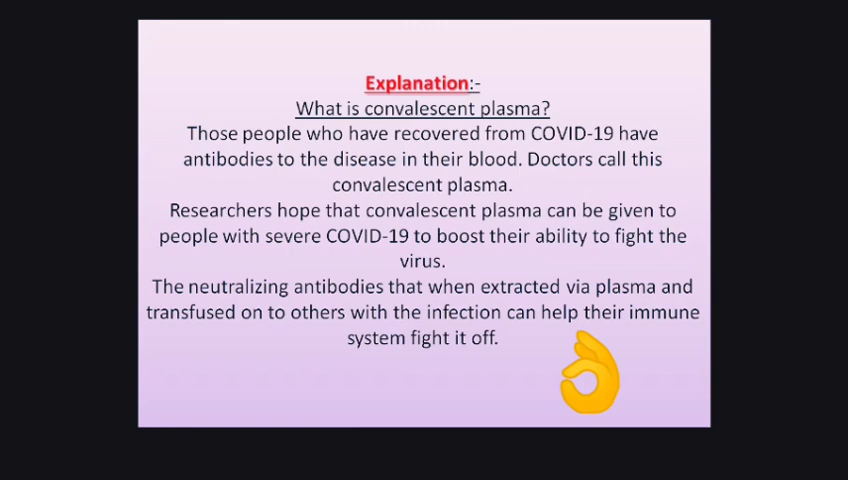 Explanation:-
What is convalescent plasma?
Those people who have recovered from COVID-19 have
antibodies to the disease in their blood. Doctors call this
convalescent plasma.
Researchers hope that convalescent plasma can be given to
people with severe COVID-19 to boost their ability to fight the
virus.
The neutralizing antibodies that when extracted via plasma and
transfused on to others with the infection can help their immune
system fight it off.